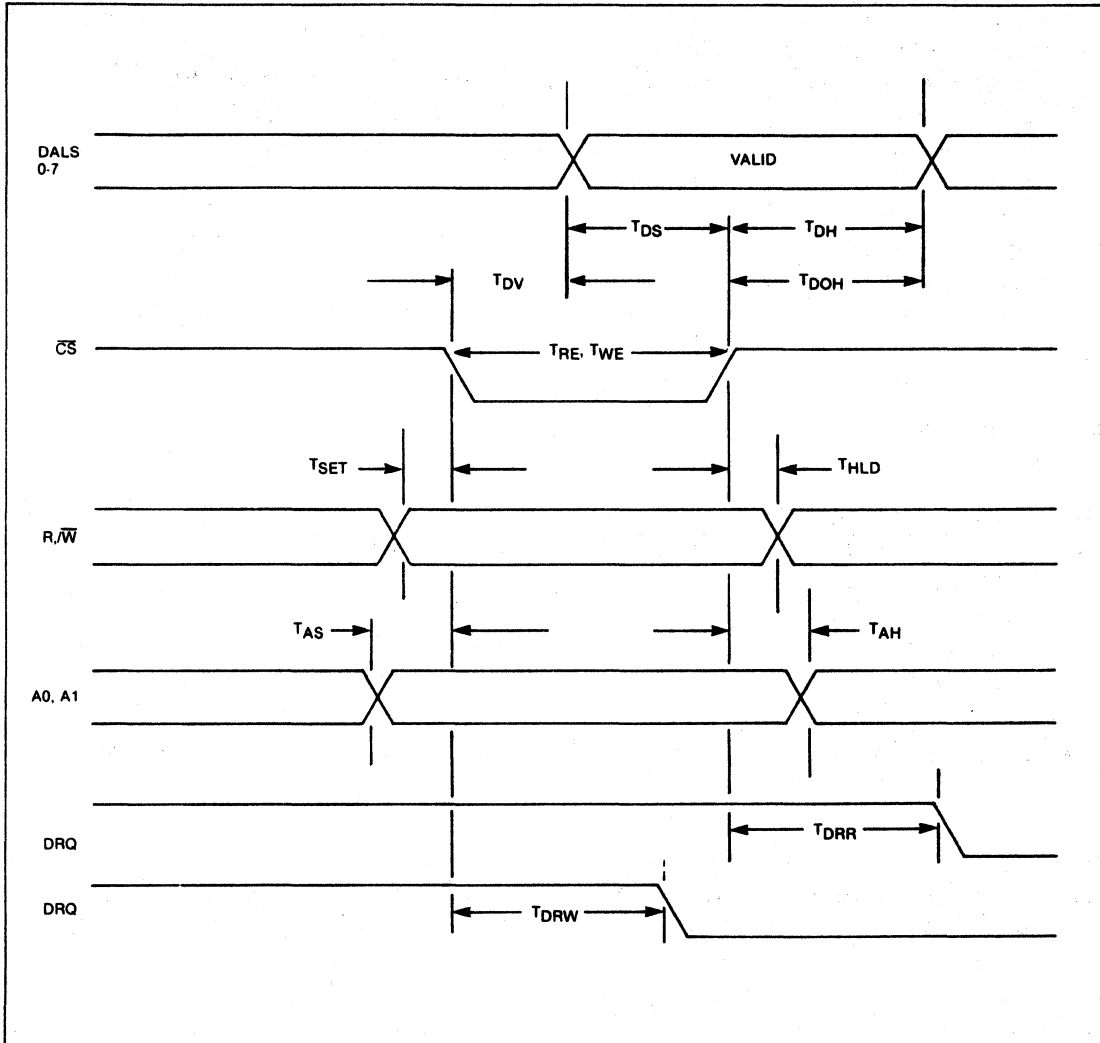 DALS
0-7
VALID
TDS
TDH
TDV
TDOH
CS
TRE, TWE
TSET
THLD
R,/W
TAS
TAH
A0, A1
DRQ
TDRR
DRQ
TDRW